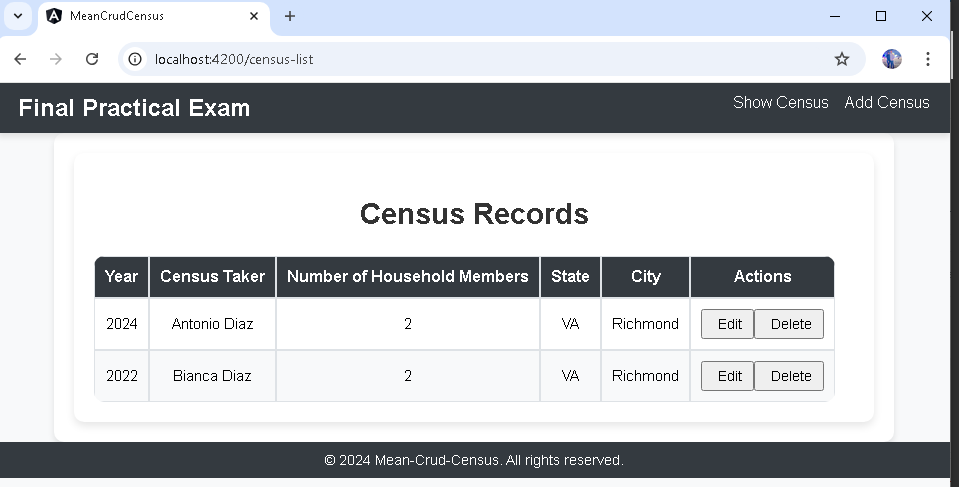 MeanCrudCensus
localhost:4200/census-list
Final Practical Exam
Show Census Add Census
Census Records
Year Census Taker Number of Household Members State City Actions
2024 Antonio Diaz 2 VA Richmond Edit Delete
2022 Bianca Diaz 2 VA Richmond Edit Delete
© 2024 Mean-Crud-Census. All rights reserved.